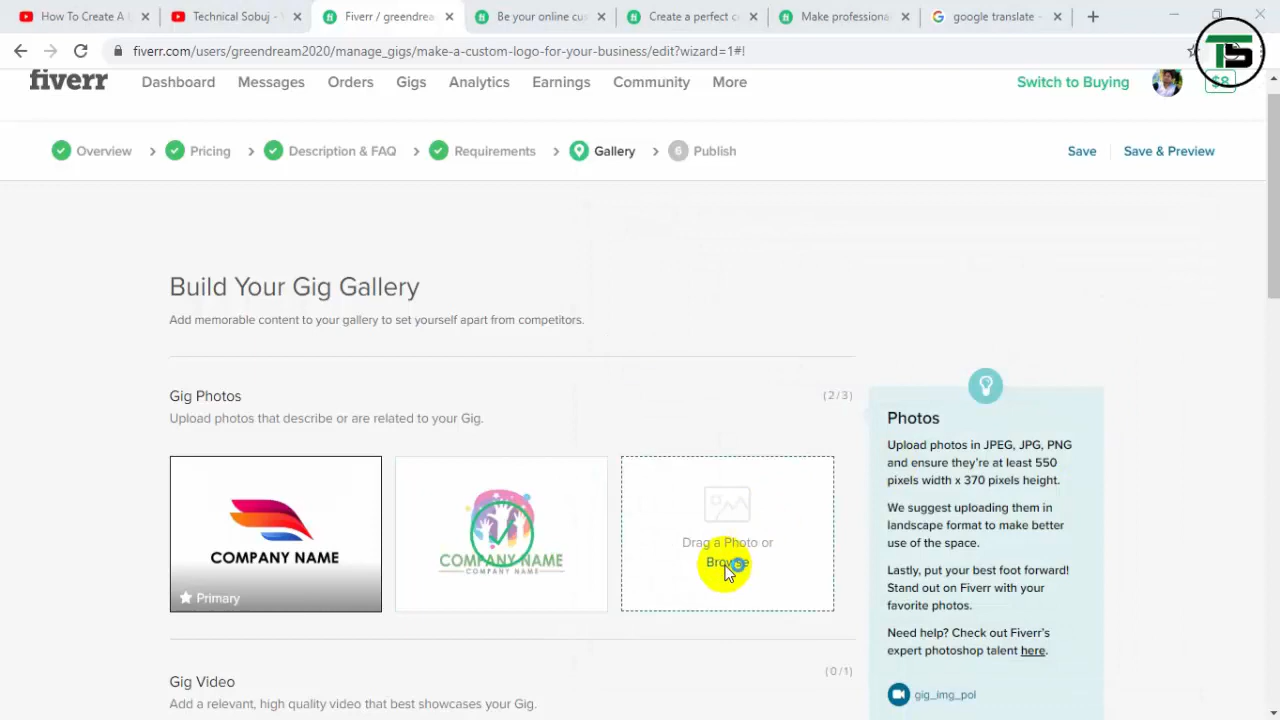 How To Create A
Technical Sobuj -
Fiverr / greendrea
Be your online cu
Create a perfect c
Make professiona
google translate -
fiverr.com/users/greendream2020/manage_gigs/make-a-custom-logo-for-your-business/edit?wizard=1#!
TS
fiverr
Dashboard
Messages
Orders
Gigs
Analytics
Earnings
Community
More
Switch to Buying
$8
Overview
Pricing
Description & FAQ
Requirements
Gallery
6 Publish
Save
Save & Preview
Build Your Gig Gallery
Add memorable content to your gallery to set yourself apart from competitors.
Gig Photos
(2/3)
Upload photos that describe or are related to your Gig.
COMPANY NAME
Primary
COMPANY NAME
COMPANY NAME
Drag a Photo or
Browse
Photos
Upload photos in JPEG, JPG, PNG
and ensure they're at least 550
pixels width x 370 pixels height.
We suggest uploading them in
landscape format to make better
use of the space.
Lastly, put your best foot forward!
Stand out on Fiverr with your
favorite photos.
Need help? Check out Fiverr's
expert photoshop talent here.
gig_img_pol
Gig Video
(0/1)
Add a relevant, high quality video that best showcases your Gig.